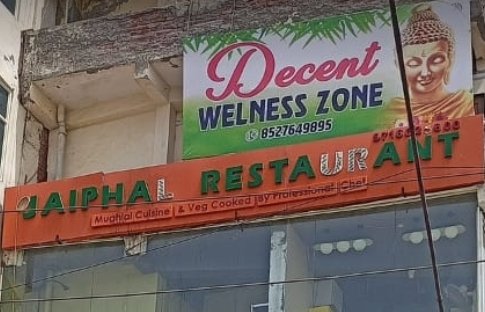 Decent
WELNESS ZONE
8527649895
JAIPHAL RESTAURANT
Mughlai Cuisine & Veg Cooked By Professional Chef